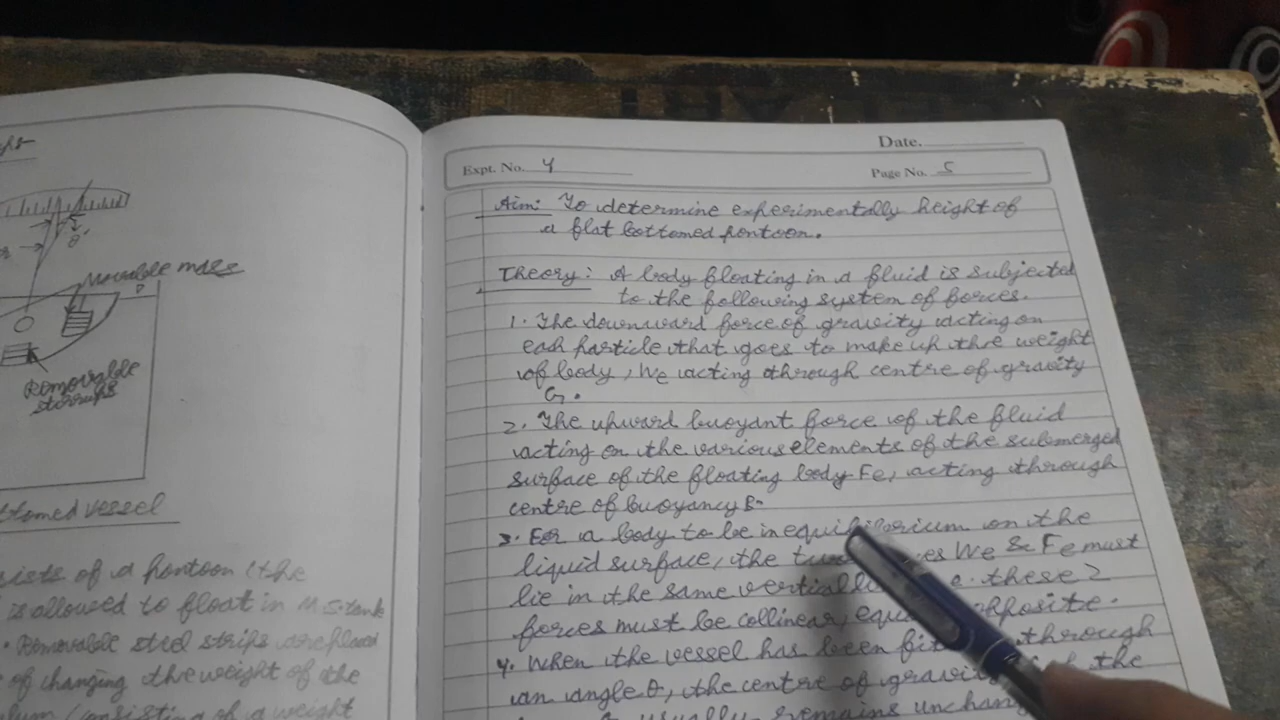 θ'
Movable mass
Removable
stirrups
ttomed vessel
sists of a pontoon (the
is allowed to float in M.S. tank
. Removable steel strips are placed
of changing the weight of the
consisting of a weight
Date.
Expt. No. 4
Page No. 5
Aim: To determine experimentally height of
a flat bottomed pontoon.
Theory: A body floating in a fluid is subjected
to the following system of forces.
1. The downward force of gravity acting on
each particle that goes to make up the weight
of body, We acting through centre of gravity
G.
2. The upward buoyant force of the fluid
acting on the various elements of the submerged
surface of the floating body Fe, acting through
centre of buoyancy B.
3. For a body to be in equilibrium on the
liquid surface, the We & Fe must
lie in the same vertical these 2
forces must be collinear, opposite.
4. When the vessel has been through
an angle θ, the centre of the
usually remains